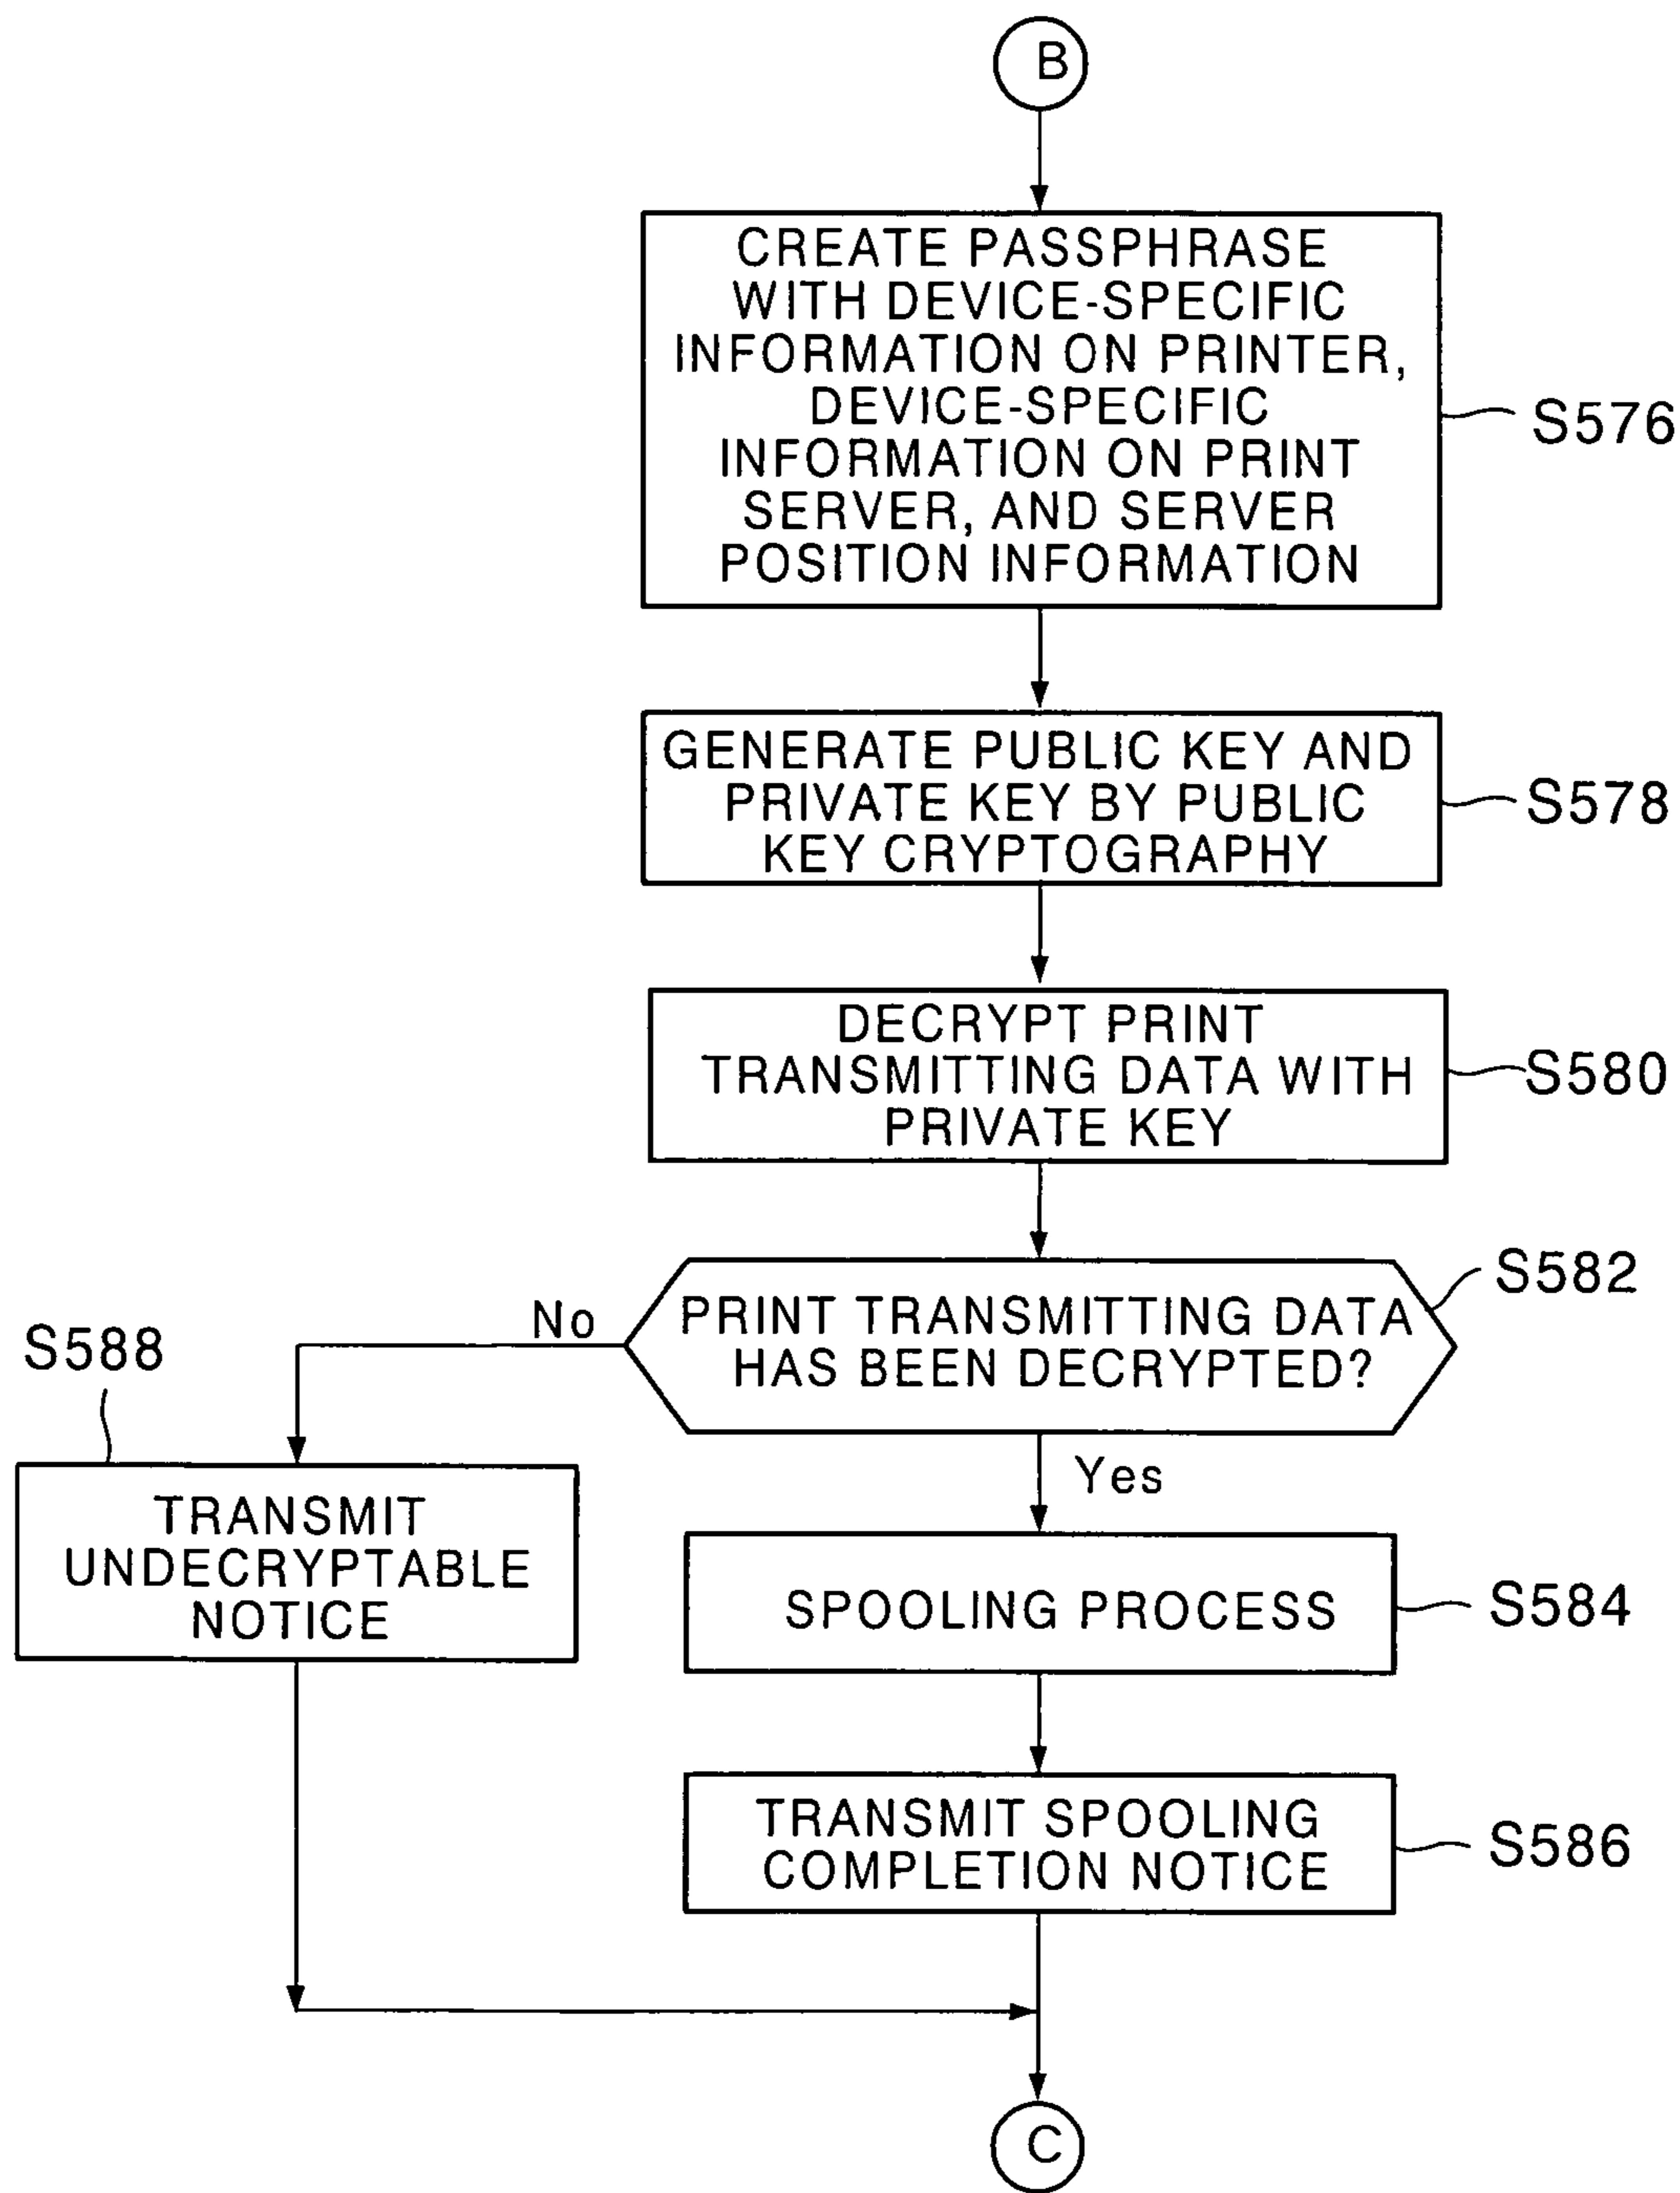 B
CREATE PASSPHRASE
WITH DEVICE-SPECIFIC
INFORMATION ON PRINTER,
DEVICE-SPECIFIC
INFORMATION ON PRINT
SERVER, AND SERVER
POSITION INFORMATION
S576
GENERATE PUBLIC KEY AND
PRIVATE KEY BY PUBLIC
KEY CRYPTOGRAPHY
S578
DECRYPT PRINT
TRANSMITTING DATA WITH
PRIVATE KEY
S580
PRINT TRANSMITTING DATA
HAS BEEN DECRYPTED?
S582
No
S588
Yes
TRANSMIT
UNDECRYPTABLE
NOTICE
SPOOLING PROCESS
S584
TRANSMIT SPOOLING
COMPLETION NOTICE
S586
C